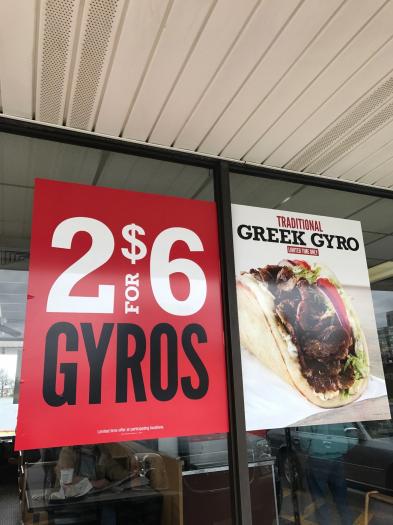 2 FOR $6
GYROS
Limited time offer at participating locations.
TRADITIONAL
GREEK GYRO
LIMITED TIME ONLY